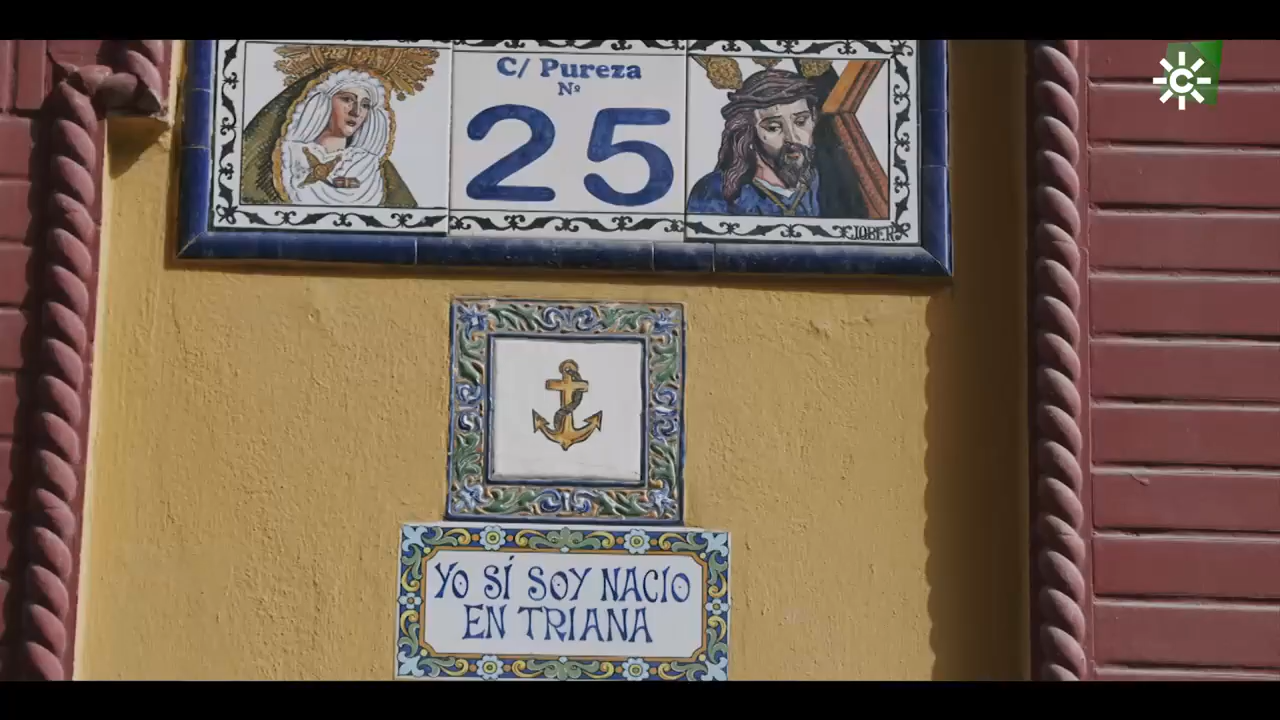 C/ Pureza
Nº
25
JOBER
YO SÍ SOY NACIO
EN TRIANA